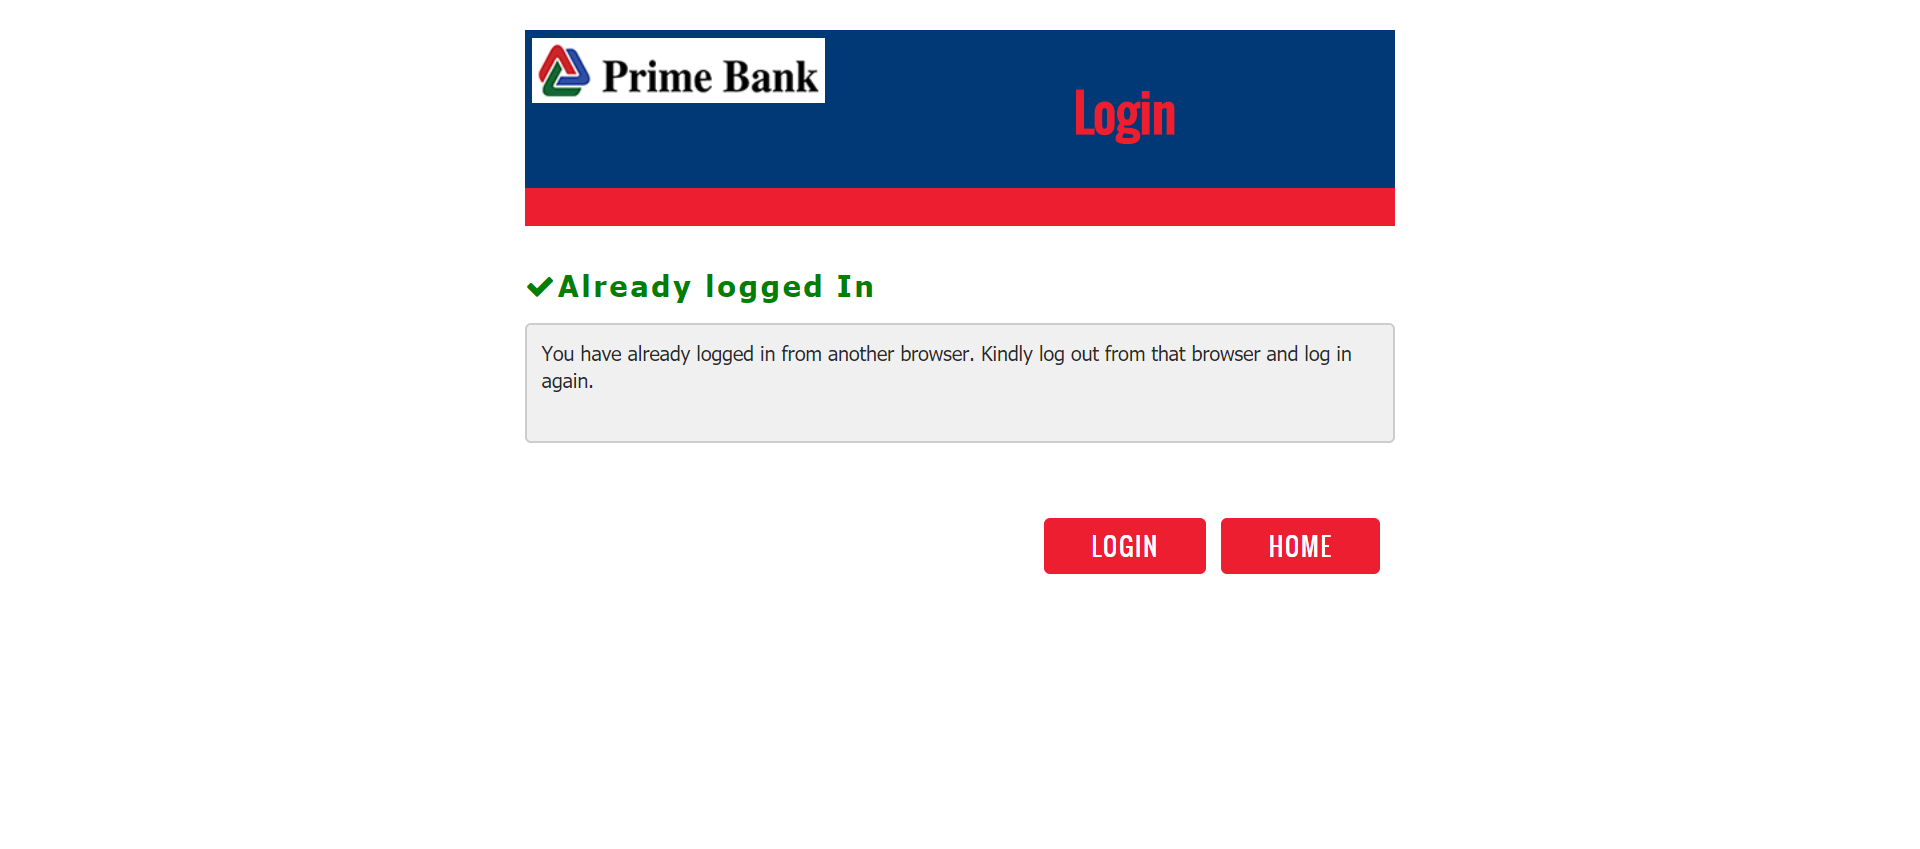 Prime Bank
Login
Already logged In
You have already logged in from another browser. Kindly log out from that browser and log in
again.
LOGIN HOME